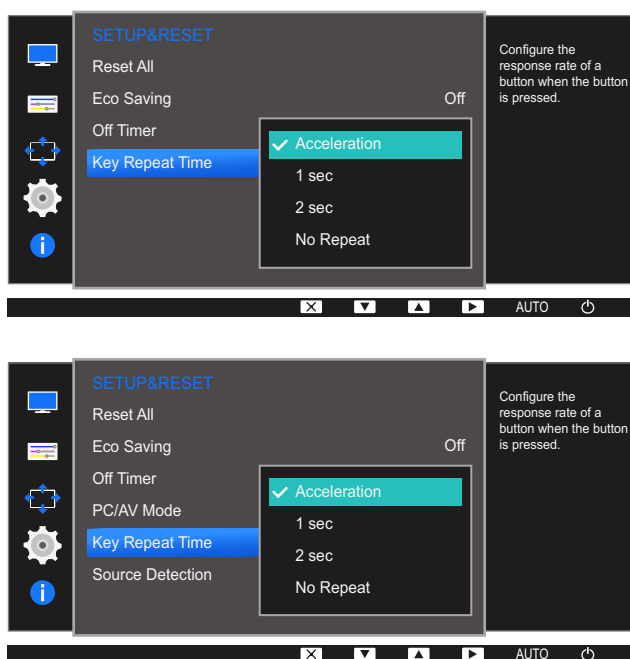 SETUP&RESET
Reset All
Eco Saving Off
Off Timer
Key Repeat Time
Acceleration
1 sec
2 sec
No Repeat
Configure the
response rate of a
button when the button
is pressed.
AUTO
SETUP&RESET
Reset All
Eco Saving Off
Off Timer
PC/AV Mode
Key Repeat Time
Source Detection
Acceleration
1 sec
2 sec
No Repeat
Configure the
response rate of a
button when the button
is pressed.
AUTO